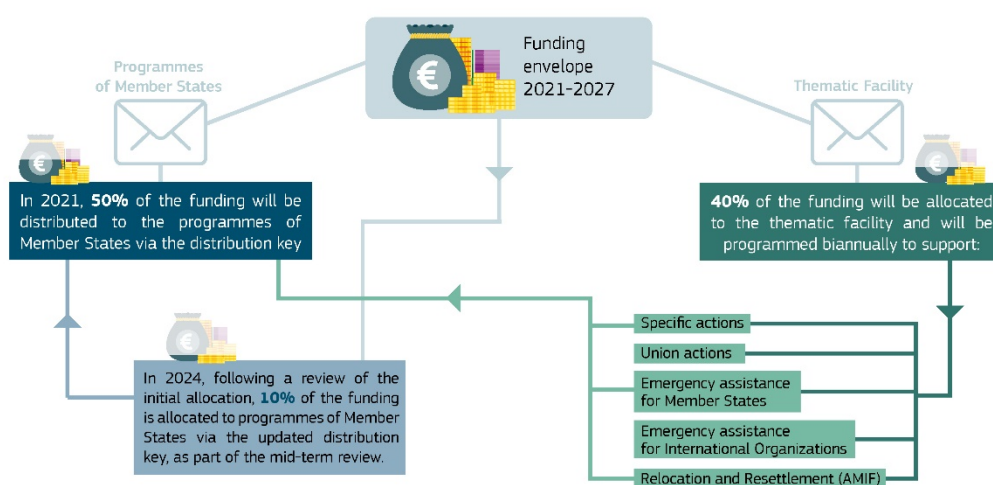 Funding
envelope
2021-2027
Programmes
of Member States
In 2021, 50% of the funding will be
distributed to the programmes of
Member States via the distribution key
In 2024, following a review of the
initial allocation, 10% of the funding
is allocated to programmes of Member
States via the updated distribution
key, as part of the mid-term review.
Thematic Facility
40% of the funding will be allocated
to the thematic facility and will be
programmed biannually to support:
Specific actions
Union actions
Emergency assistance
for Member States
Emergency assistance
for International Organizations
Relocation and Resettlement (AMIF)